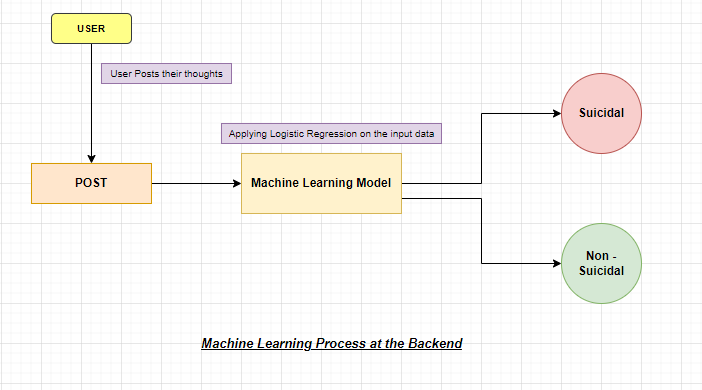 USER
User Posts their thoughts
Applying Logistic Regression on the input data
Suicidal
POST
Machine Learning Model
Non -
Suicidal
Machine Learning Process at the Backend